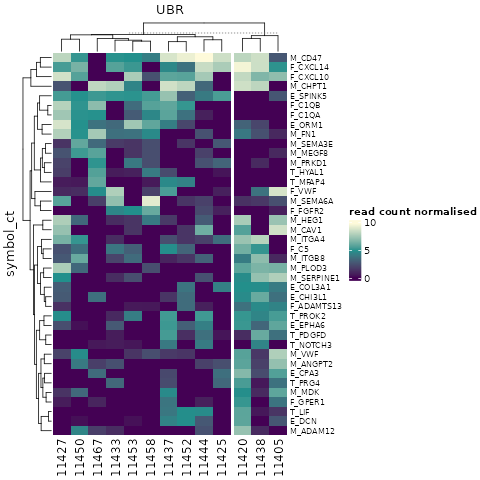 UBR
symbol_ct
M_CD47
F_CXCL14
F_CXCL10
M_CHPT1
E_SPINK5
F_C1QB
F_C1QA
E_ORM1
M_FN1
M_SEMA3E
M_MEGF8
M_PRKD1
T_HYAL1
T_MFAP4
F_VWF
M_SEMA6A
F_FGFR2
M_HEG1
M_CAV1
M_ITGA4
F_C5
M_ITGB8
M_PLOD3
M_SERPINE1
E_COL3A1
E_CHI3L1
F_ADAMTS13
T_PROK2
E_EPHA6
T_PDGFD
T_NOTCH3
M_VWF
M_ANGPT2
E_CPA3
T_PRG4
M_MDK
F_GPER1
T_LIF
E_DCN
M_ADAM12
read count normalised
10
5
0
11427
11450
11467
11433
11453
11458
11437
11452
11444
11425
11420
11438
11405